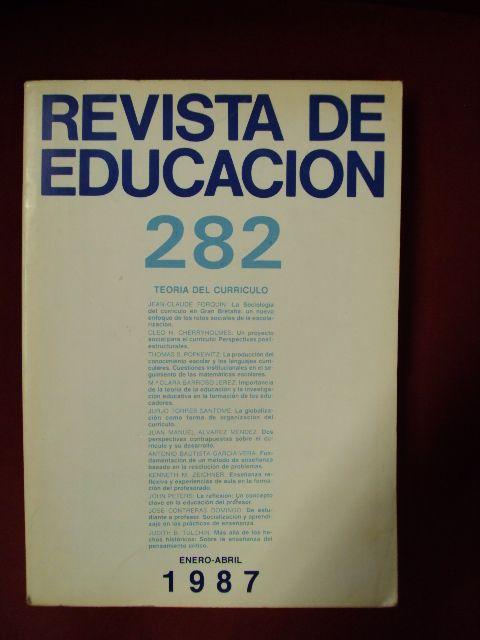 REVISTA DE
EDUCACION
282
TEORIA DEL CURRICULO
JEAN-CLAUDE FORQUIN: La Sociología
del currículo en Gran Bretaña: un nuevo
enfoque de los retos sociales de la escola-
rización.
CLEO H. CHERRYHOLMES: Un proyecto
social para el currículo: Perspectivas post-
estructurales.
THOMAS S. POPKEWITZ: La producción del
conocimiento escolar y los lenguajes curri-
culares. Cuestiones institucionales en el se-
guimiento de las matemáticas escolares.
M.ª CLARA BARROSO JEREZ: Importancia
de la teoría de la educación y la investiga-
ción educativa en la formación de los edu-
cadores.
JURJO TORRES SANTOME: La globaliza-
ción como forma de organización del
currículo.
JUAN MANUEL ALVAREZ MENDEZ: Dos
perspectivas contrapuestas sobre el cu-
rrículo y su desarrollo.
ANTONIO BAUTISTA GARCIA-VERA: Fun-
damentación de un método de enseñanza
basado en la resolución de problemas.
KENNETH M. ZEICHNER: Enseñanza re-
flexiva y experiencias de aula en la forma-
ción del profesorado.
JOHN PETERS: La reflexión: Un concepto
clave en la educación del profesor.
JOSE CONTRERAS DOMINGO: De estu-
diante a profesor. Socialización y aprendi-
zaje en las prácticas de enseñanza.
JUDITH B. TULCHIN: Más allá de los he-
chos históricos: Sobre la enseñanza del
pensamiento crítico.
ENERO-ABRIL
1987